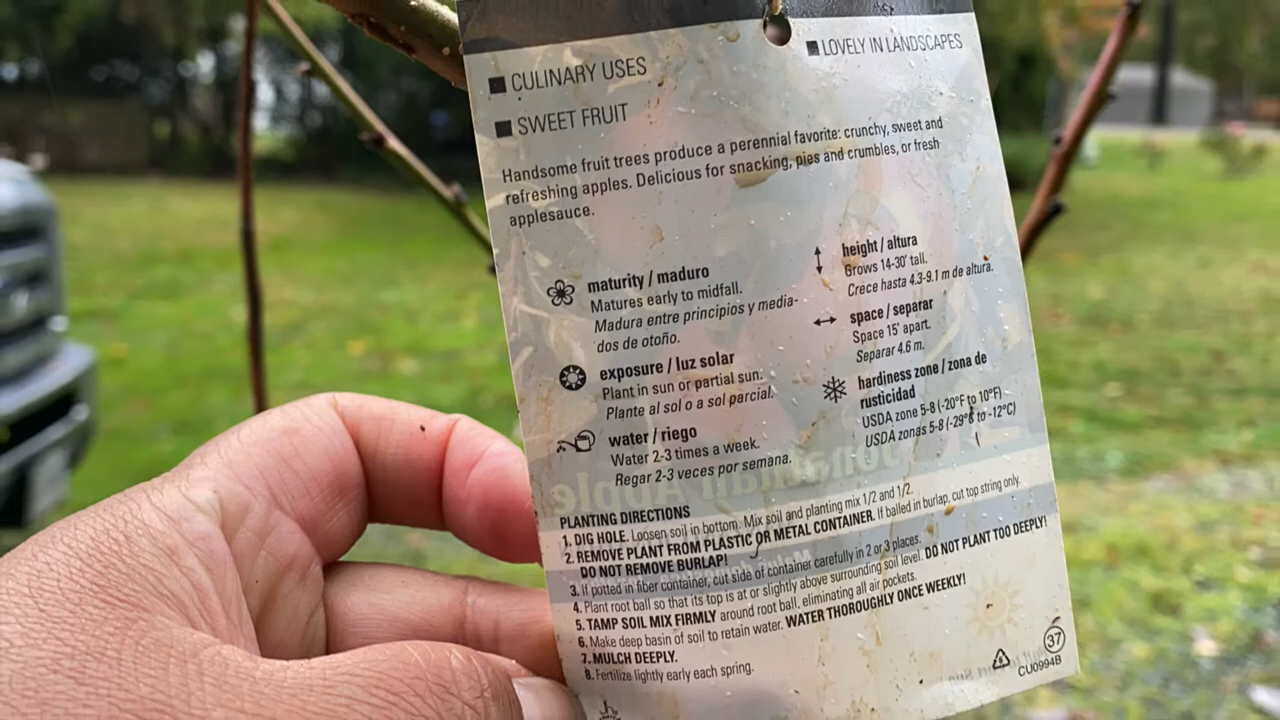 ■ CULINARY USES
■ LOVELY IN LANDSCAPES
■ SWEET FRUIT
Handsome fruit trees produce a perennial favorite: crunchy, sweet and
refreshing apples. Delicious for snacking, pies and crumbles, or fresh
applesauce.
maturity / maduro
Matures early to midfall.
Madura entre principios y media-
dos de otoño.
exposure / luz solar
Plant in sun or partial sun.
Plante al sol o a sol parcial.
water / riego
Water 2-3 times a week.
Regar 2-3 veces por semana.
height / altura
Grows 14-30' tall.
Crece hasta 4.3-9.1 m de altura.
space / separar
Space 15' apart.
Separar 4.6 m.
hardiness zone / zona de
rusticidad
USDA zone 5-8 (-20°F to 10°F)
USDA zonas 5-8 (-29°C to -12°C)
Jonathan Apple
PLANTING DIRECTIONS
1. DIG HOLE. Loosen soil in bottom. Mix soil and planting mix 1/2 and 1/2.
2. REMOVE PLANT FROM PLASTIC OR METAL CONTAINER. If balled in burlap, cut top string only.
DO NOT REMOVE BURLAP!
3. If potted in fiber container, cut side of container carefully in 2 or 3 places.
4. Plant root ball so that its top is at or slightly above surrounding soil level. DO NOT PLANT TOO DEEPLY!
5. TAMP SOIL MIX FIRMLY around root ball, eliminating all air pockets.
6. Make deep basin of soil to retain water. WATER THOROUGHLY ONCE WEEKLY!
7. MULCH DEEPLY.
8. Fertilize lightly early each spring.
37
CU0994B